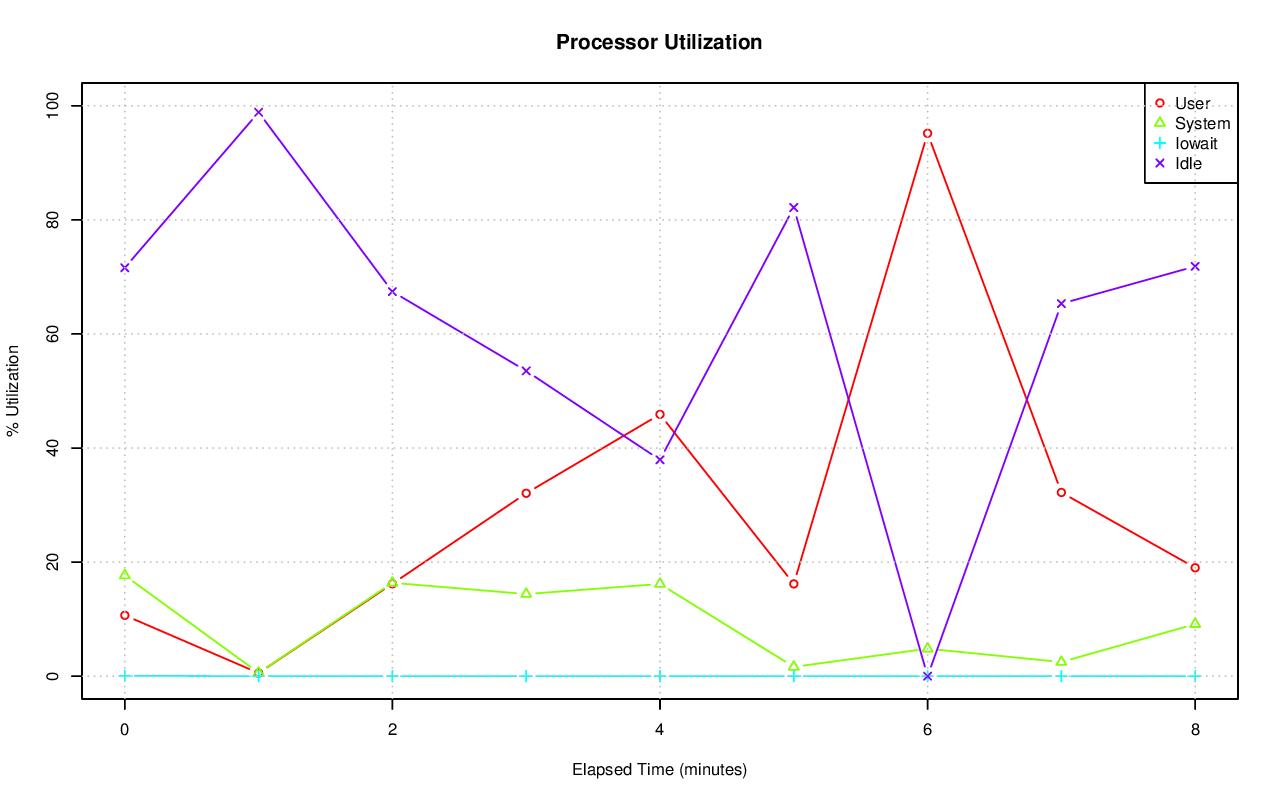 Processor Utilization
100
80
60
40
20
0
% Utilization
User
System
Iowait
Idle
0 2 4 6 8
Elapsed Time (minutes)